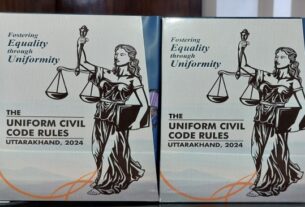 Fostering
Equality
through
Uniformity
THE
UNIFORM CIVIL
CODE RULES
UTTARAKHAND, 2024
Fostering
Equality
through
Uniformity
THE
UNIFORM CIVIL
CODE RULES
UTTARAKHAND, 2024